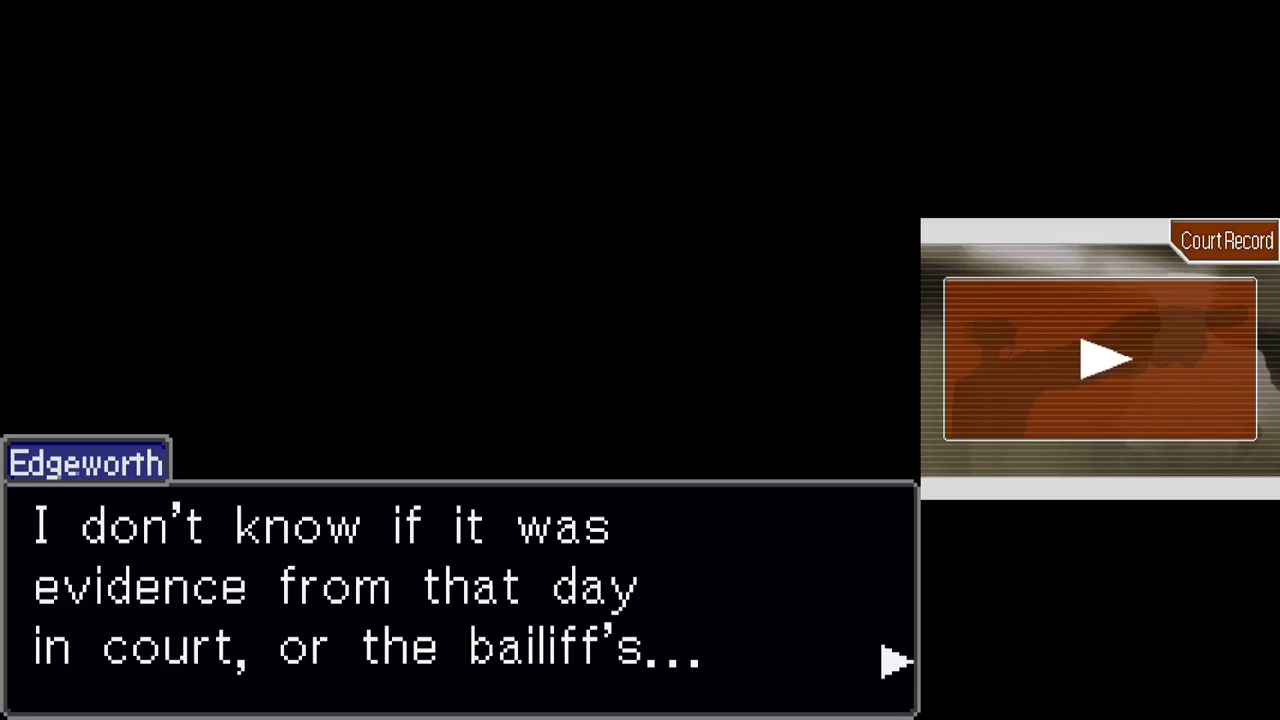 Court Record
Edgeworth
I don't know if it was
evidence from that day
in court, or the bailiff's...